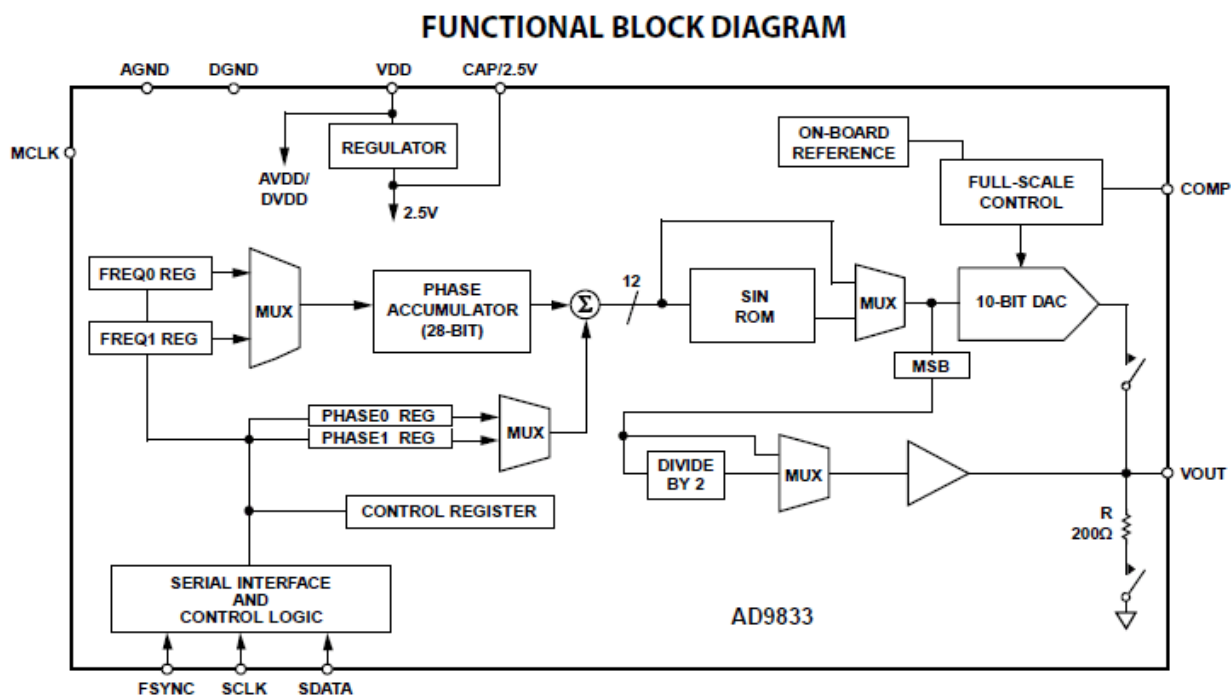 FUNCTIONAL BLOCK DIAGRAM
AGND
DGND
VDD
CAP/2.5V
MCLK
REGULATOR
AVDD/
DVDD
2.5V
ON-BOARD
REFERENCE
FULL-SCALE
CONTROL
COMP
FREQ0 REG
FREQ1 REG
MUX
PHASE
ACCUMULATOR
(28-BIT)
Σ
12
SIN
ROM
MUX
10-BIT DAC
MSB
PHASE0 REG
PHASE1 REG
MUX
DIVIDE
BY 2
MUX
VOUT
R
200Ω
CONTROL REGISTER
SERIAL INTERFACE
AND
CONTROL LOGIC
AD9833
FSYNC
SCLK
SDATA